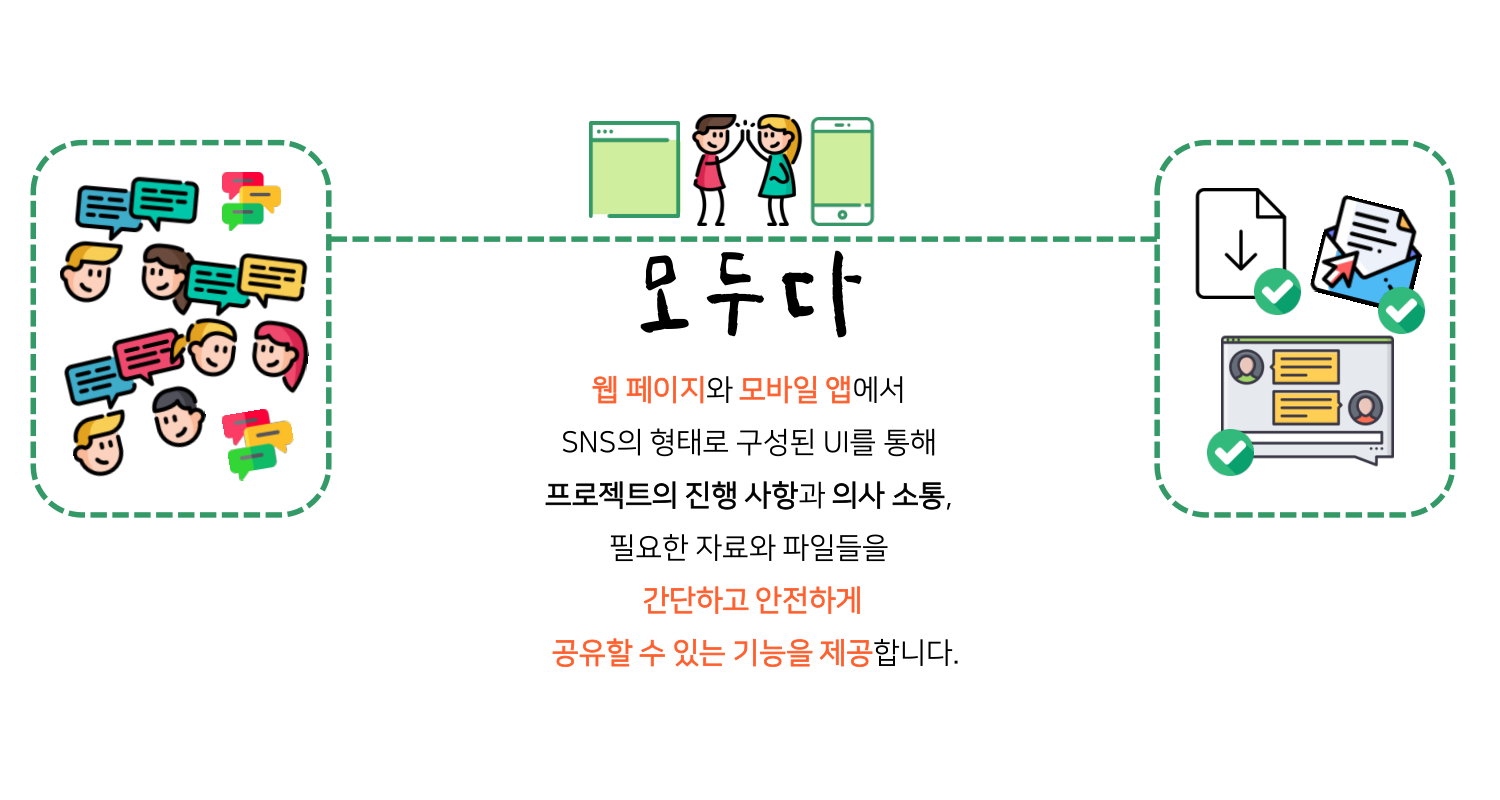 모두다
웹 페이지와 모바일 앱에서
SNS의 형태로 구성된 UI를 통해
프로젝트의 진행 사항과 의사 소통,
필요한 자료와 파일들을
간단하고 안전하게
공유할 수 있는 기능을 제공합니다.